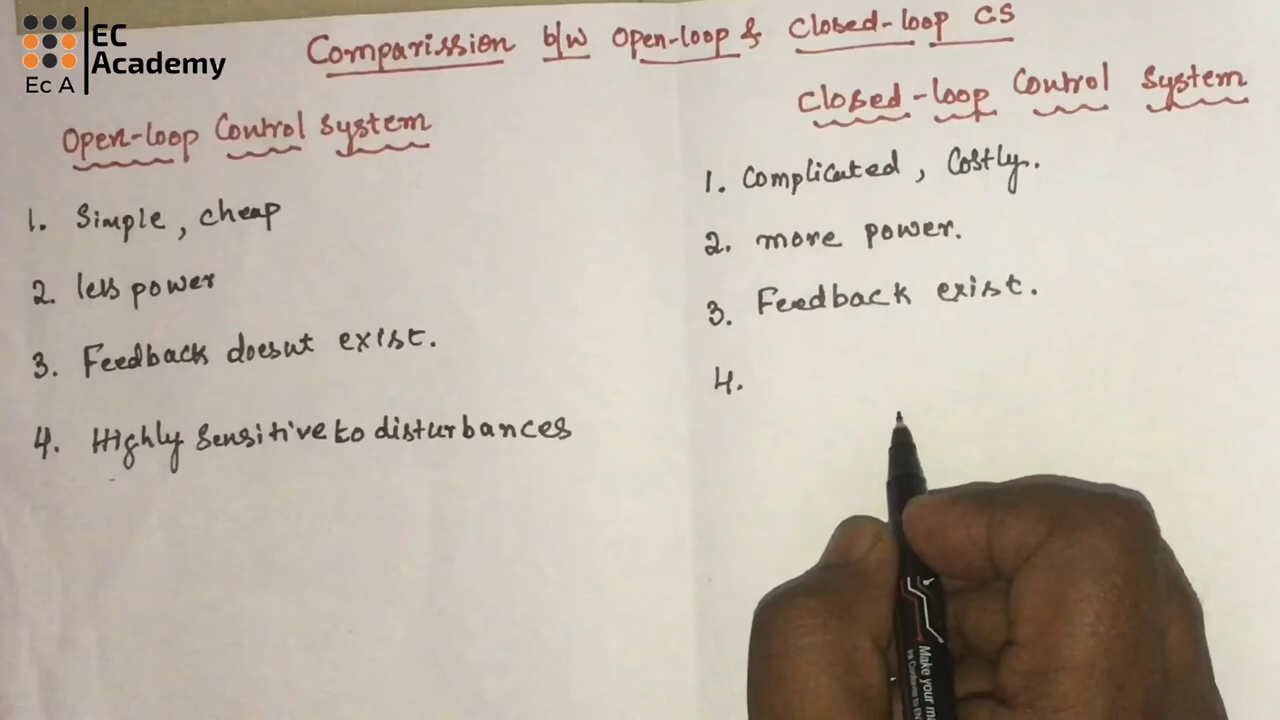 EC
Academy
Ec A
Comparission b/w open-loop & Closed-loop CS
Open-loop Control System
1. Simple, cheap
2. less power
3. Feedback doesnt exist.
4. Highly Sensitive to disturbances
Closed-loop Control System
1. Complicated, Costly.
2. more power.
3. Feedback exist.
4.
Make your